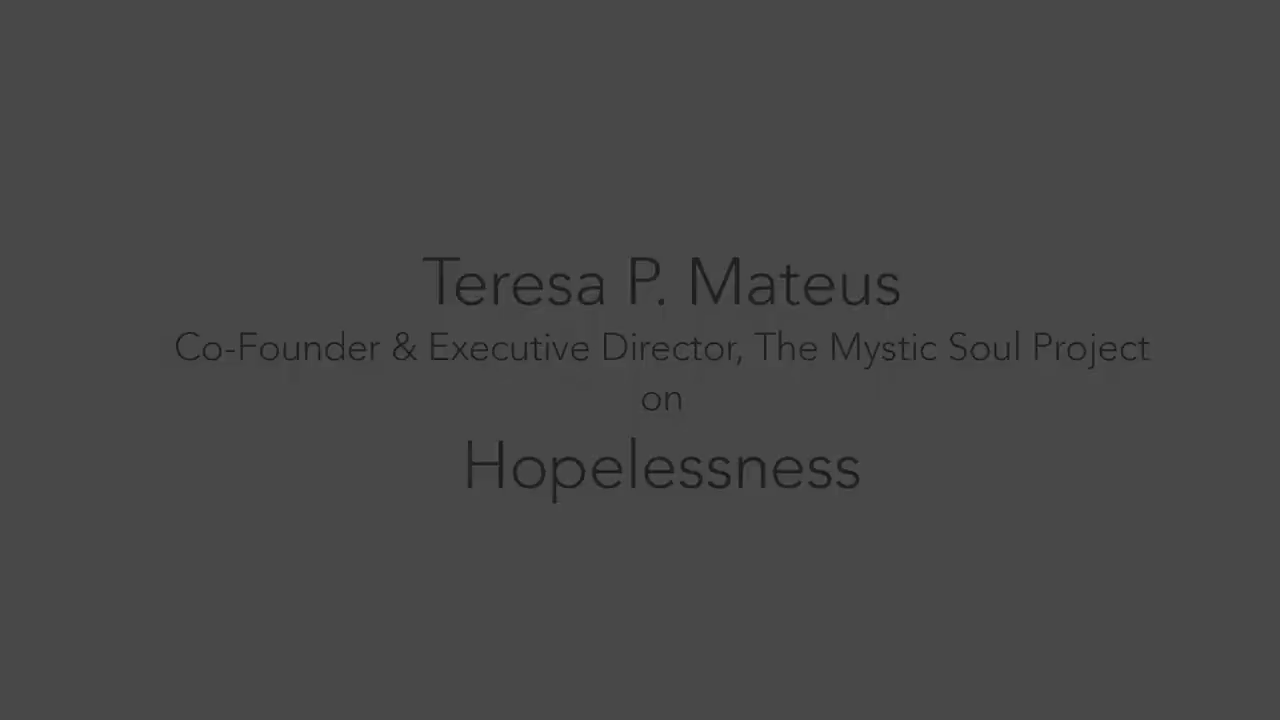 Teresa P. Mateus
Co-Founder & Executive Director, The Mystic Soul Project
on
Hopelessness